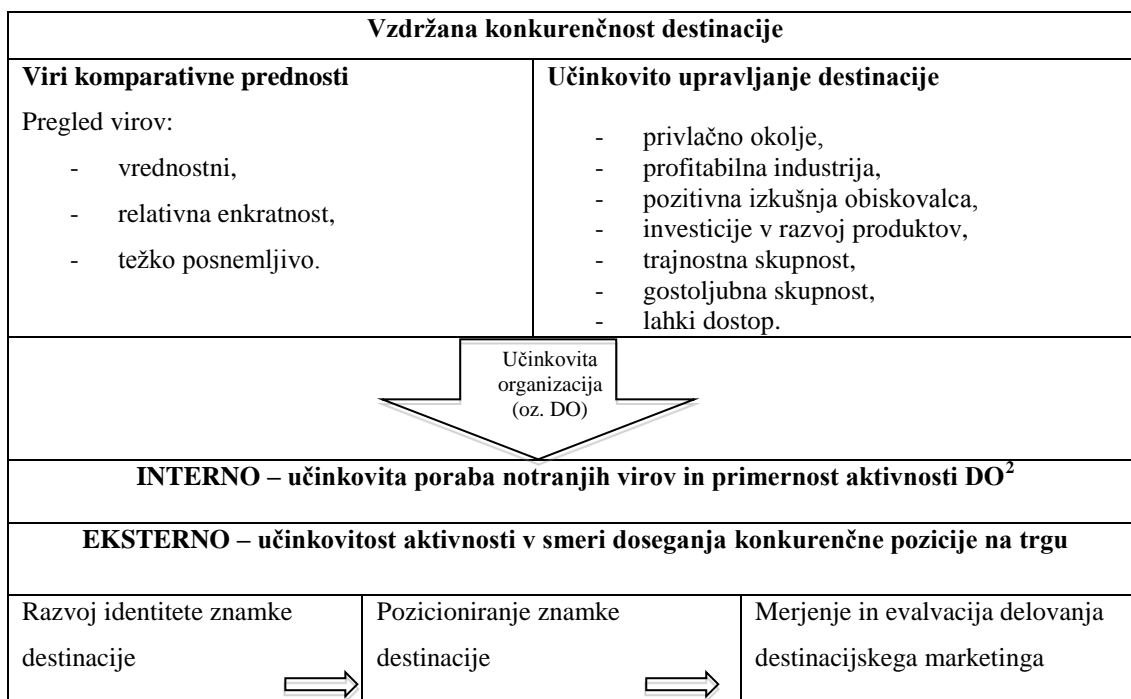 Vzdržana konkurenčnost destinacije
Viri komparativne prednosti
Pregled virov:
- vrednostni,
- relativna enkratnost,
- težko posnemljivo.
Učinkovito upravljanje destinacije
- privlačno okolje,
- profitabilna industrija,
- pozitivna izkušnja obiskovalca,
- investicije v razvoj produktov,
- trajnostna skupnost,
- gostoljubna skupnost,
- lahki dostop.
Učinkovita
organizacija
(oz. DO)
INTERNO – učinkovita poraba notranjih virov in primernost aktivnosti DO²
EKSTERNO – učinkovitost aktivnosti v smeri doseganja konkurenčne pozicije na trgu
Razvoj identitete znamke
destinacije
Pozicioniranje znamke
destinacije
Merjenje in evalvacija delovanja
destinacijskega marketinga